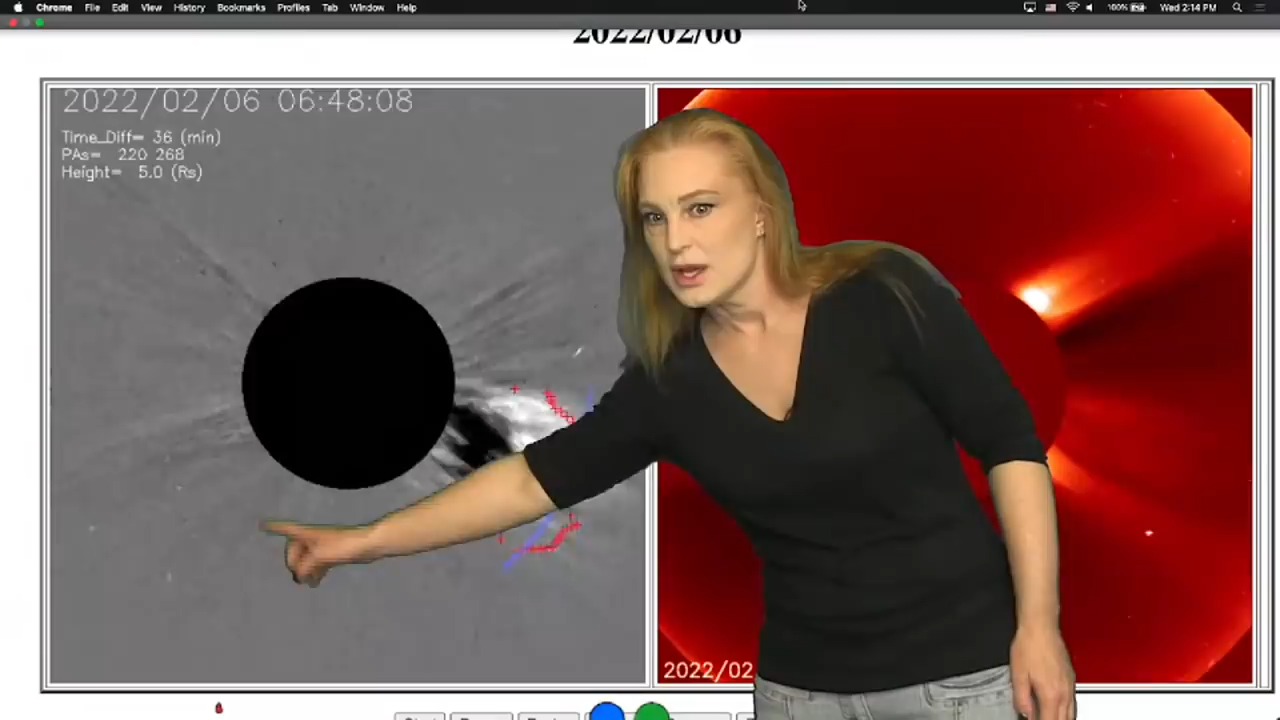 Chrome File Edit View History Bookmarks Profiles Tab Window Help 100% Wed 2:14 PM
2022/02/06
2022/02/06 06:48:08
Time_Diff= 36 (min)
PAs= 220 268
Height= 5.0 (Rs)
2022/02